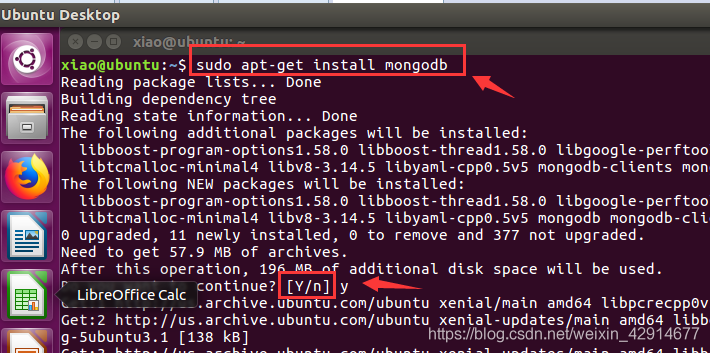 Ubuntu Desktop
xiao@ubuntu: ~
xiao@ubuntu:~$ sudo apt-get install mongodb
Reading package lists... Done
Building dependency tree
Reading state information... Done
The following additional packages will be installed:
libboost-program-options1.58.0 libboost-thread1.58.0 libgoogle-perftoo
libtcmalloc-minimal4 libv8-3.14.5 libyaml-cpp0.5v5 mongodb-clients mon
The following NEW packages will be installed:
libboost-program-options1.58.0 libboost-thread1.58.0 libgoogle-perftoo
libtcmalloc-minimal4 libv8-3.14.5 libyaml-cpp0.5v5 mongodb mongodb-cli
0 upgraded, 11 newly installed, 0 to remove and 377 not upgraded.
Need to get 57.9 MB of archives.
After this operation, 196 MB of additional disk space will be used.
continue? [Y/n] y
LibreOffice Calc
.archive.ubuntu.com/ubuntu xenial/main amd64 libpcrecpp0v
Get:2 http://us.archive.ubuntu.com/ubuntu xenial-updates/main amd64 lib
g-5ubuntu3.1 [138 kB]
https://blog.csdn.net/weixin_42914677